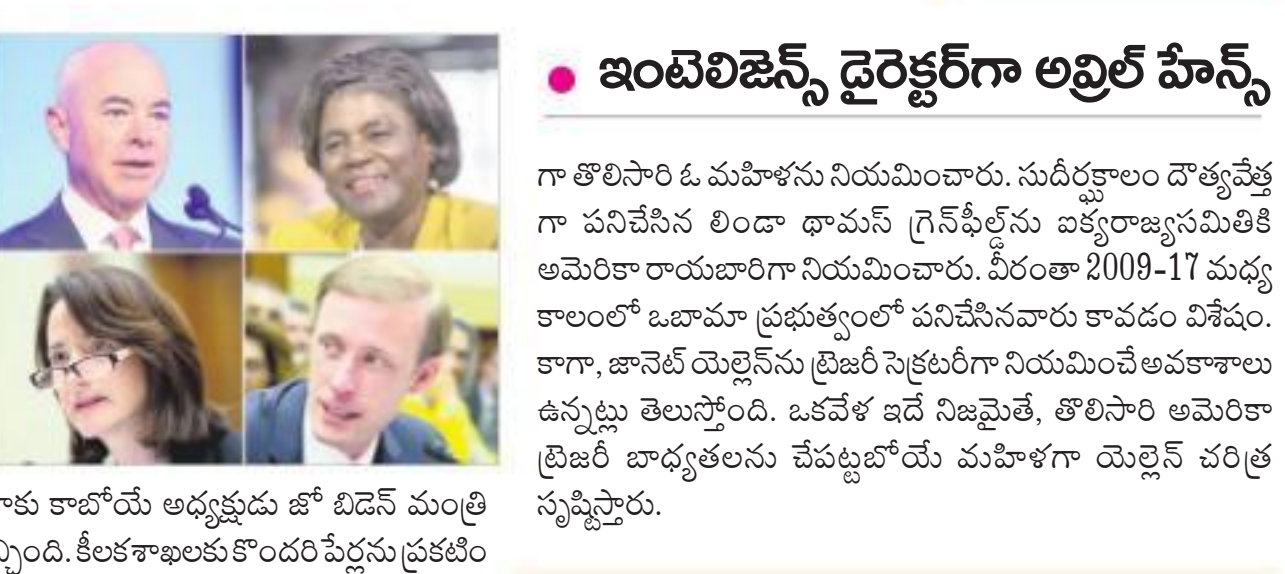 ఇంటెలిజెన్స్ డైరెక్టర్‌గా అవ్రిల్ హేన్స్
కాబోయే అధ్యక్షుడు జో బిడెన్ మంత్రి
కీలకశాఖలకు కొందరి పేర్లను ప్రకటిం
గా తొలిసారి ఓ మహిళను నియమించారు. సుదీర్ఘకాలం దౌత్యవేత్త
గా పనిచేసిన లిండా థామస్ గ్రెన్‌ఫీల్డ్‌ను ఐక్యరాజ్యసమితికి
అమెరికా రాయబారిగా నియమించారు. వీరంతా 2009-17 మధ్య
కాలంలో ఒబామా ప్రభుత్వంలో పనిచేసినవారు కావడం విశేషం.
కాగా, జానెట్ యెల్లెన్‌ను ట్రెజరీ సెక్రటరీగా నియమించే అవకాశాలు
ఉన్నట్లు తెలుస్తోంది. ఒకవేళ ఇదే నిజమైతే, తొలిసారి అమెరికా
ట్రెజరీ బాధ్యతలను చేపట్టబోయే మహిళగా యెల్లెన్ చరిత్ర
సృష్టిస్తారు.